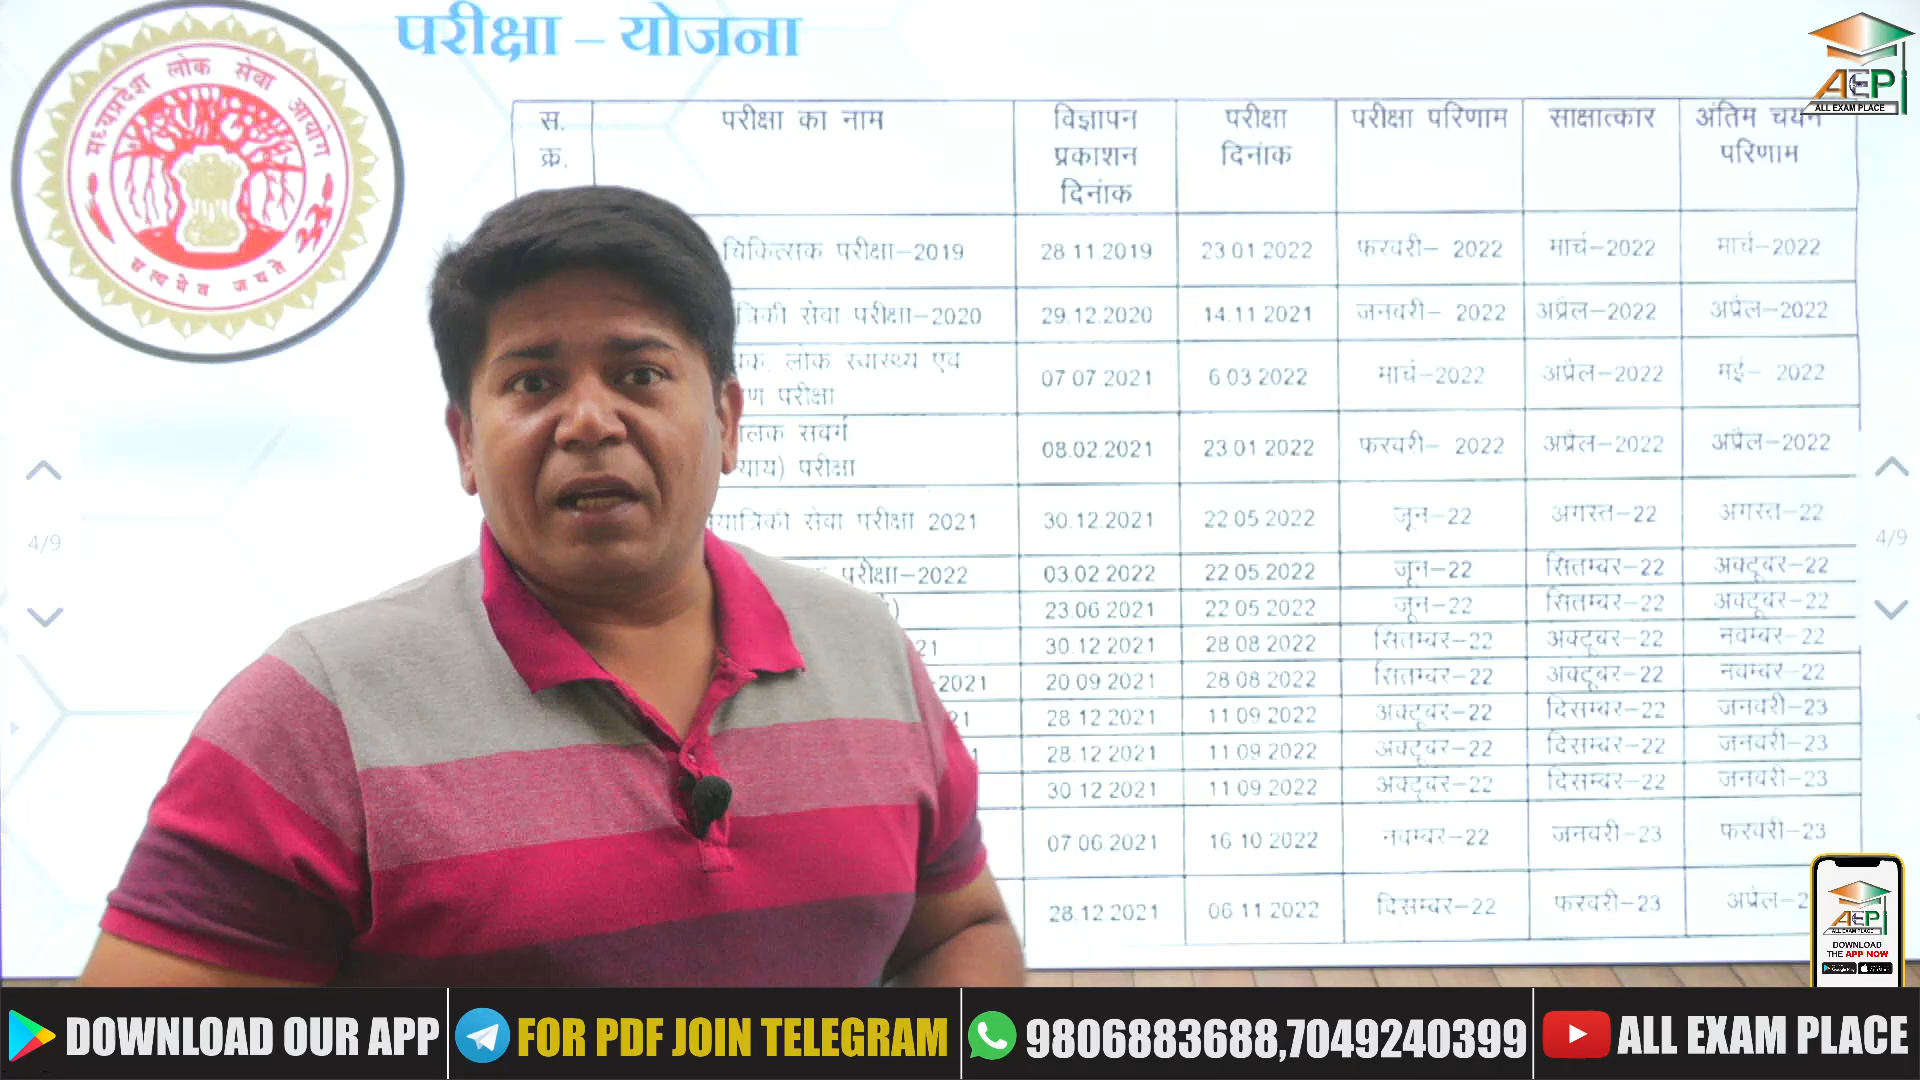 परीक्षा – योजना
मध्यप्रदेश लोक सेवा आयोग
सत्यमेव जयते
AEP
ALL EXAM PLACE
स. क्र. परीक्षा का नाम विज्ञापन प्रकाशन दिनांक परीक्षा दिनांक परीक्षा परिणाम साक्षात्कार अंतिम चयन परिणाम
चिकित्सक परीक्षा–2019 28 11 2019 23 01 2022 फरवरी– 2022 मार्च–2022 मार्च–2022
सेवा परीक्षा–2020 29.12.2020 14.11 2021 जनवरी– 2022 अप्रैल–2022 अप्रैल–2022
लोक स्वास्थ्य एवं
परीक्षा 07 07 2021 6 03 2022 मार्च–2022 अप्रैल–2022 मई– 2022
संवर्ग
परीक्षा 08.02.2021 23 01 2022 फरवरी– 2022 अप्रैल–2022 अप्रैल–2022
सेवा परीक्षा 2021 30.12.2021 22 05 2022 जून–22 अगस्त–22 अगस्त–22
परीक्षा–2022 03.02 2022 22.05.2022 जून–22 सितम्बर–22 अक्टूबर–22
23.06 2021 22 05 2022 जून–22 सितम्बर–22 अक्टूबर–22
21 30.12 2021 28 08 2022 सितम्बर–22 अक्टूबर–22 नवम्बर–22
–2021 20 09 2021 28 08 2022 सितम्बर–22 अक्टूबर–22 नवम्बर–22
28 12 2021 11 09 2022 अक्टूबर–22 दिसम्बर–22 जनवरी–23
28.12 2021 11 09 2022 अक्टूबर–22 दिसम्बर–22 जनवरी–23
30 12 2021 11 09 2022 अक्टूबर–22 दिसम्बर–22 जनवरी–23
07 06 2021 16 10 2022 नवम्बर–22 जनवरी–23 फरवरी–23
28.12 2021 06 11 2022 दिसम्बर–22 फरवरी–23 अप्रैल–2
4/9
4/9
AEP
ALL EXAM PLACE
DOWNLOAD
THE APP NOW
DOWNLOAD OUR APP
FOR PDF JOIN TELEGRAM
9806883688,7049240399
ALL EXAM PLACE